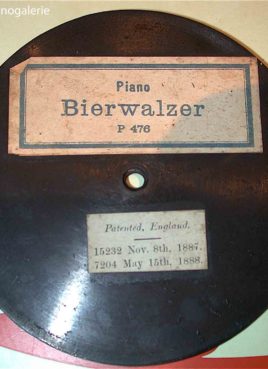 nogalerie
Piano
Bierwalzer
P 476
Patented, England.
15232 Nov. 8th, 1887.
7204 May 15th, 1888.